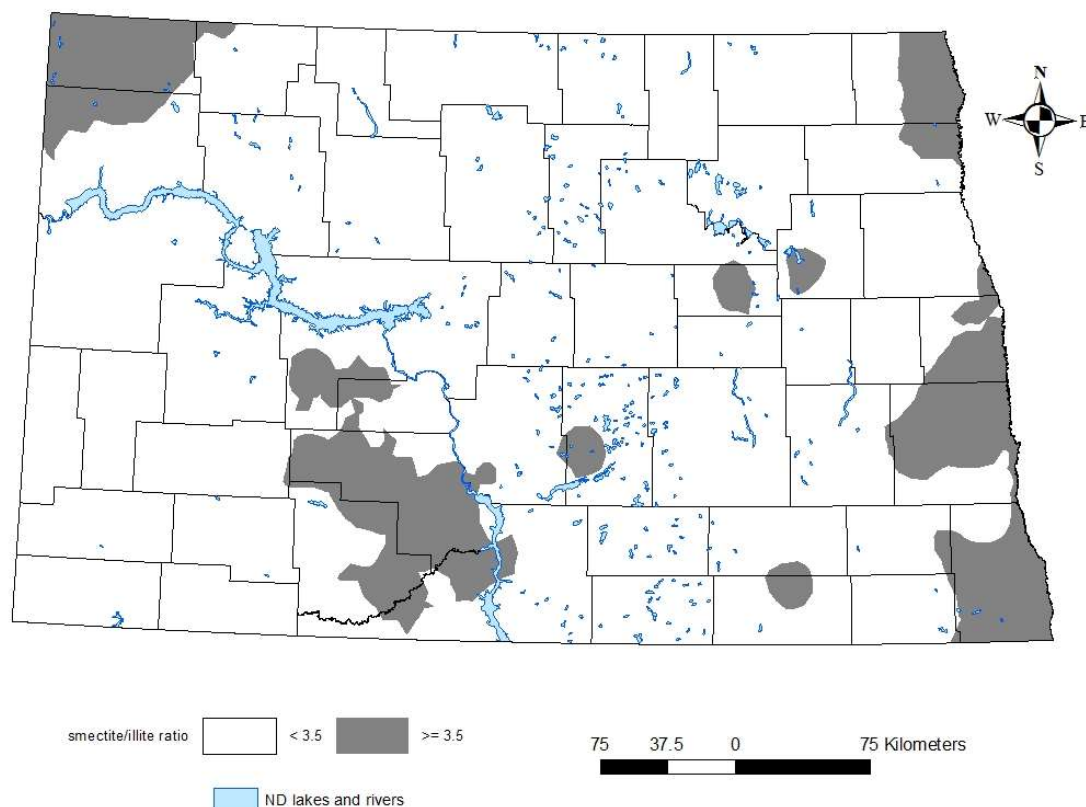 N
W E
S
smectite/illite ratio < 3.5 >= 3.5
75 37.5 0 75 Kilometers
ND lakes and rivers